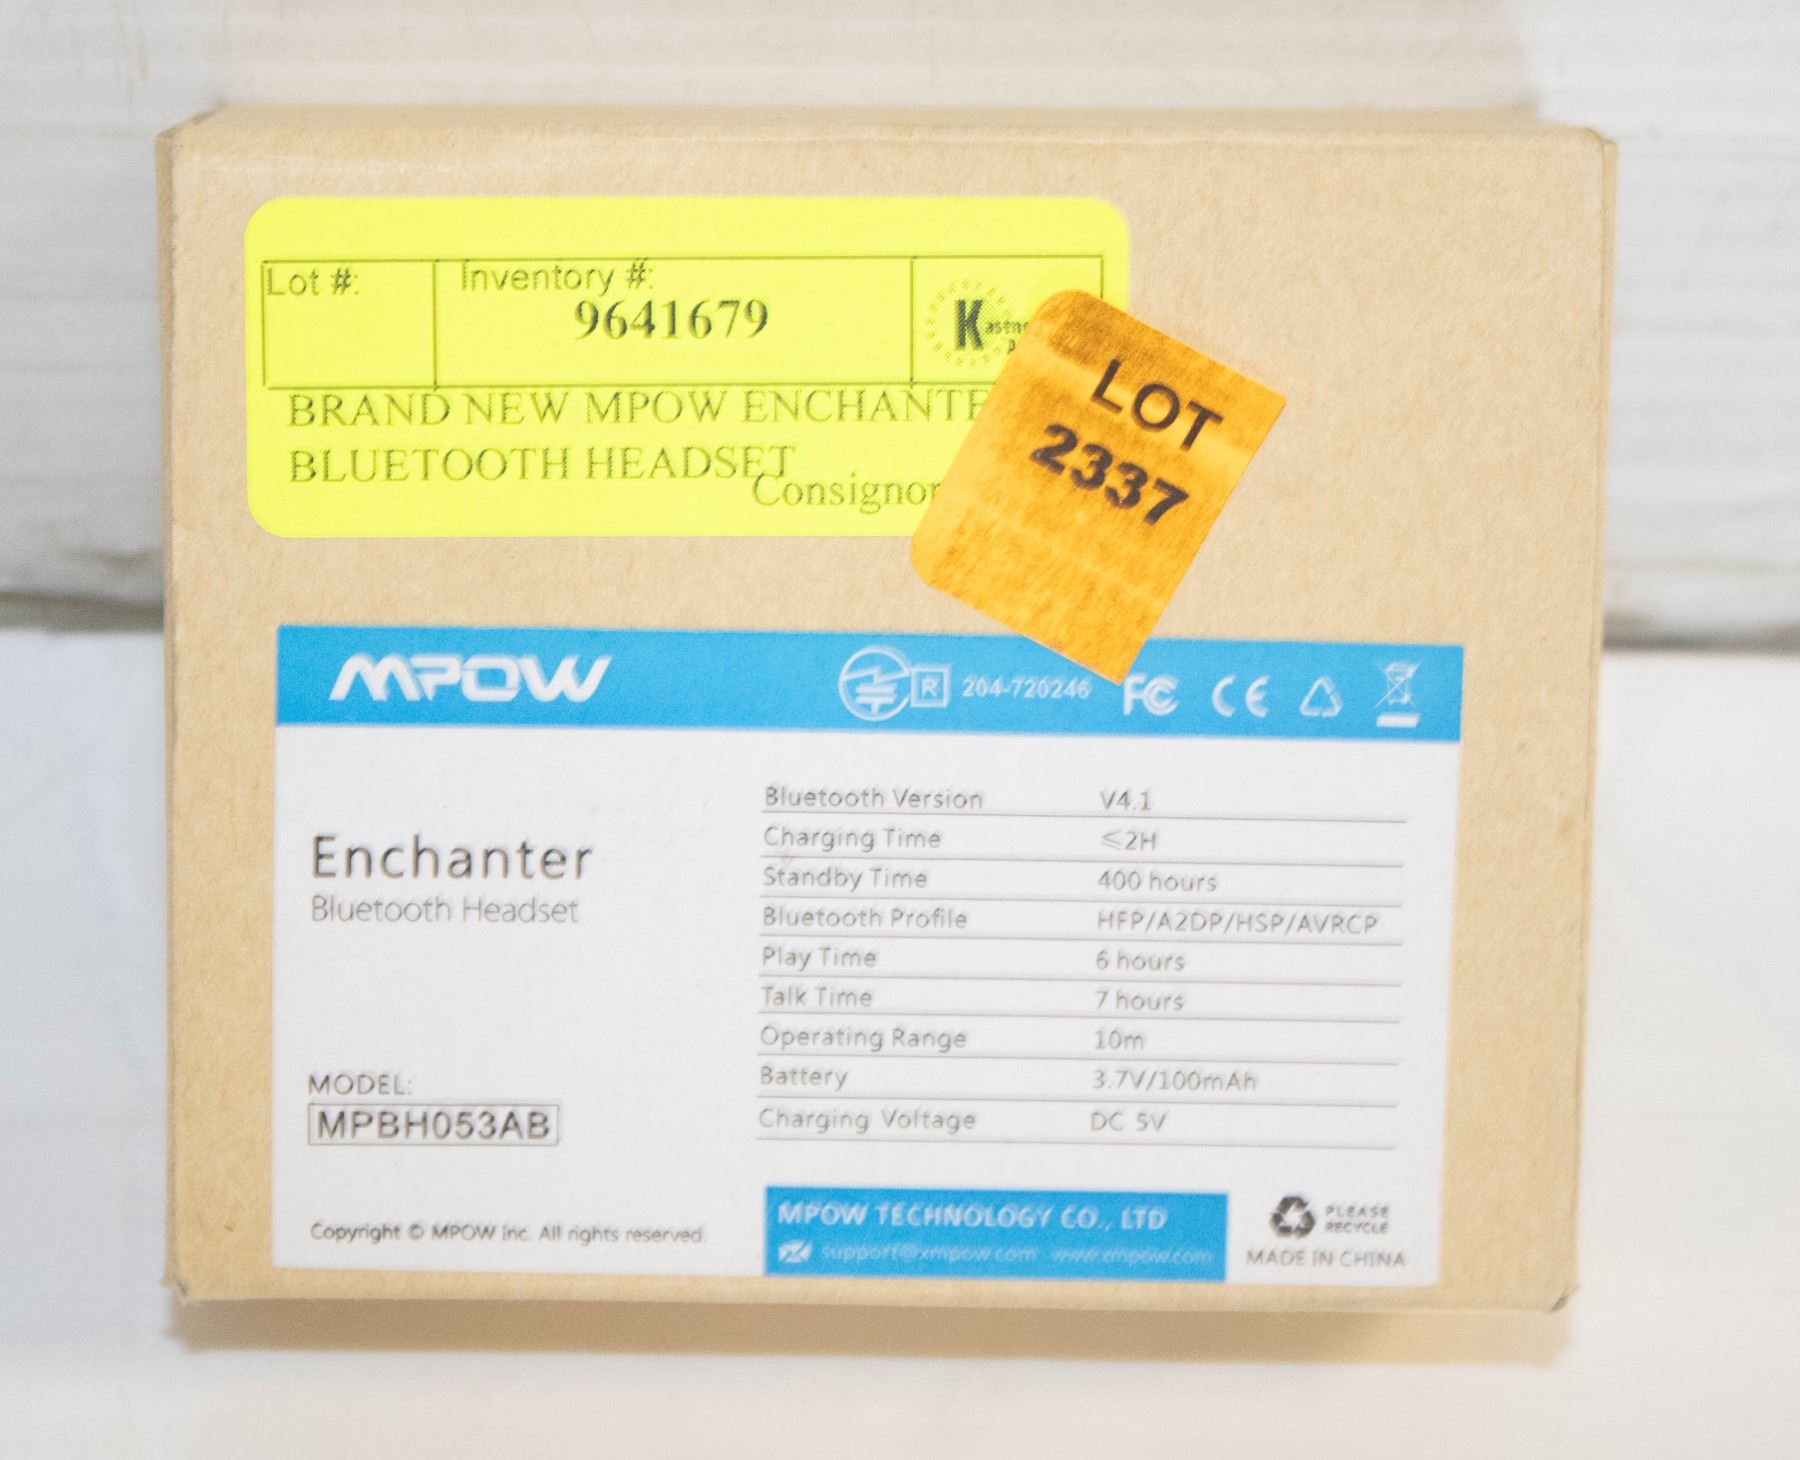 Lot #:
Inventory #:
9641679
K
BRAND NEW MPOW ENCHANTE
BLUETOOTH HEADSET
Consignor
LOT
2337
MPOW
R 204-720246 FC CE
Enchanter
Bluetooth Headset
MODEL:
MPBH053AB
Copyright © MPOW Inc. All rights reserved.
Bluetooth Version V4.1
Charging Time ≤2H
Standby Time 400 hours
Bluetooth Profile HFP/A2DP/HSP/AVRCP
Play Time 6 hours
Talk Time 7 hours
Operating Range 10m
Battery 3.7V/100mAh
Charging Voltage DC 5V
MPOW TECHNOLOGY CO., LTD
support@xmpow.com www.xmpow.com
PLEASE
RECYCLE
MADE IN CHINA